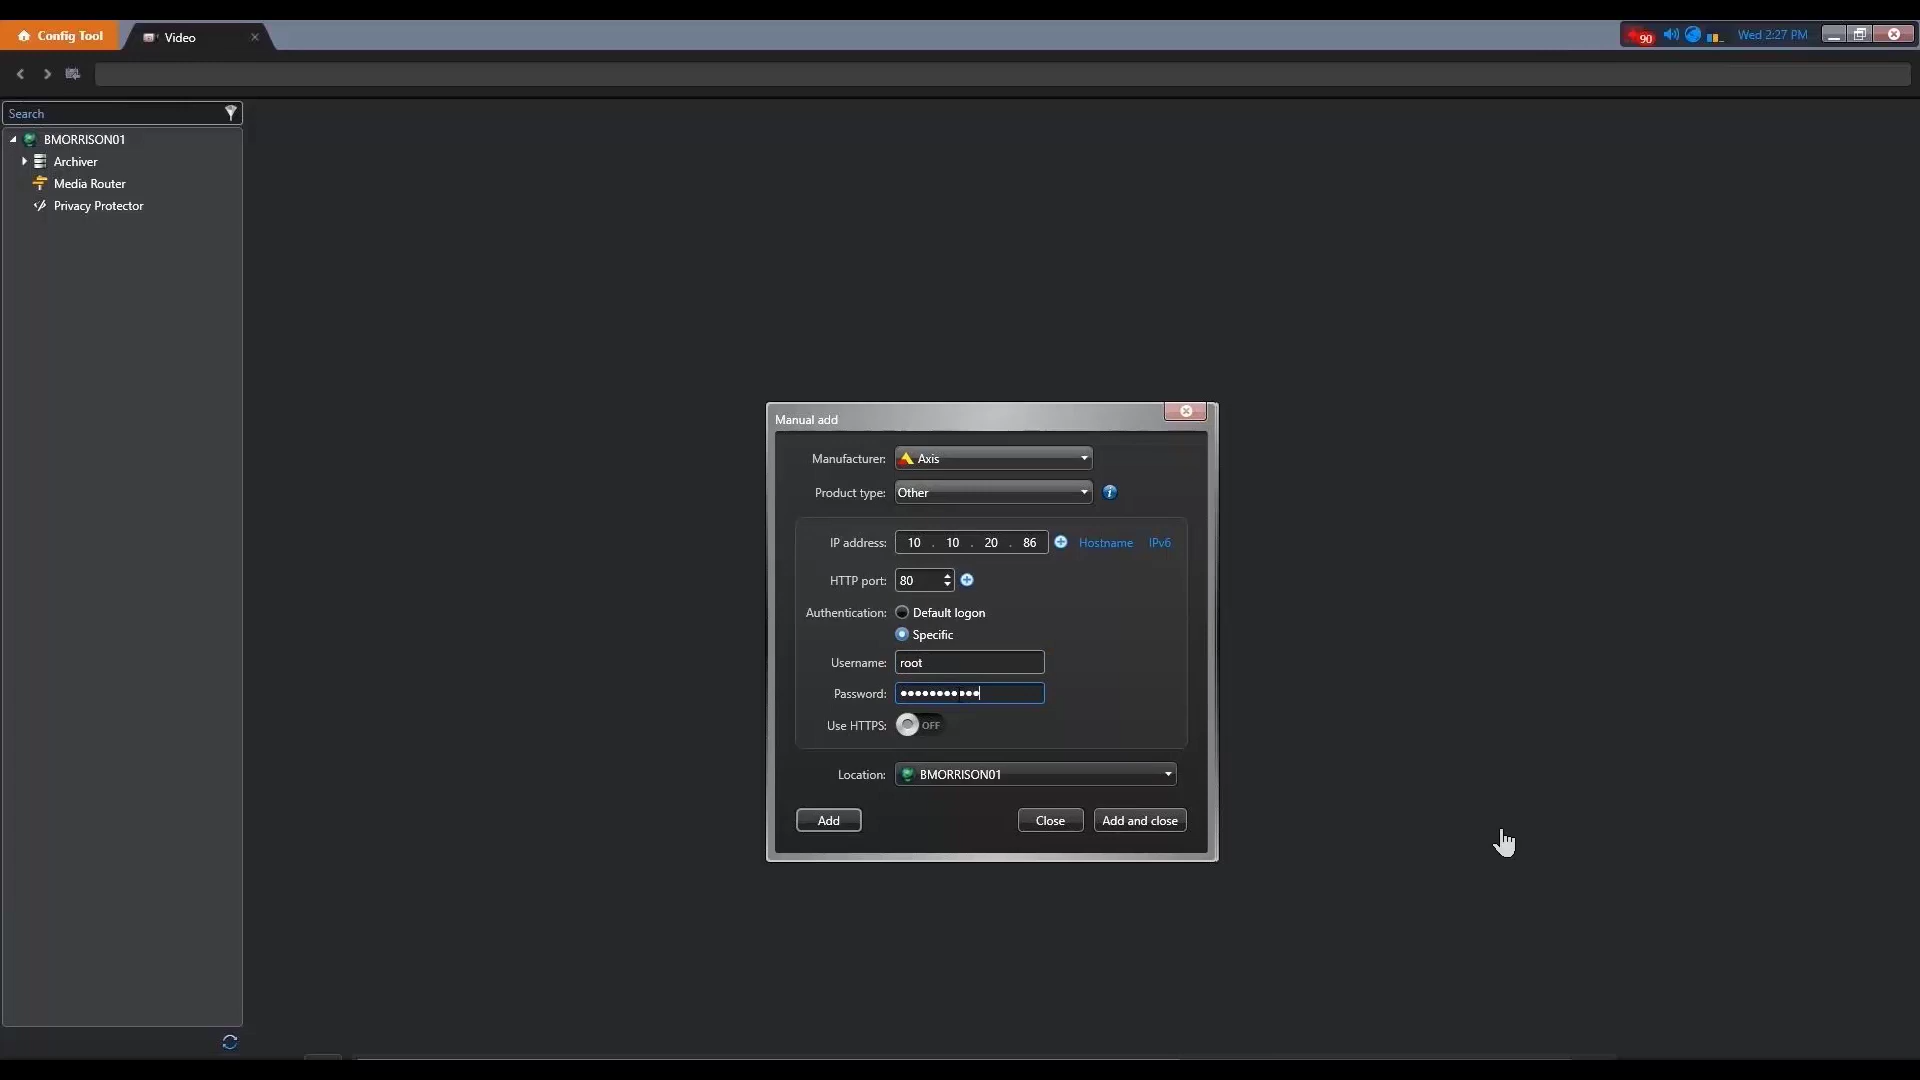 Config Tool
Video
90
Wed 2:27 PM
Search
BMORRISON01
Archiver
Media Router
Privacy Protector
Manual add
Manufacturer: Axis
Product type: Other
IP address: 10 . 10 . 20 . 86 Hostname IPv6
HTTP port: 80
Authentication: Default logon
Specific
Username: root
Password: •••••••••••
Use HTTPS: OFF
Location: BMORRISON01
Add Close Add and close